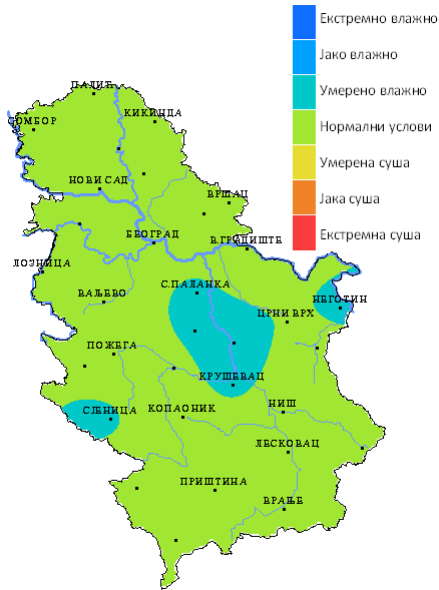 Екстремно влажно
Јако влажно
Умерено влажно
Нормални услови
Умерена суша
Јака суша
Екстремна суша
ПАЛИЋ
СОМБОР
КИКИНДА
НОВИ САД
ВРШАЦ
БЕОГРАД
В.ГРАДИШТЕ
ЛОЗНИЦА
ВАЉЕВО
С.ПАЛАНКА
НЕГОТИН
ЦРНИ ВРХ
ПОЖЕГА
КРУШЕВАЦ
СЈЕНИЦА
КОПАОНИК
НИШ
ЛЕСКОВАЦ
ПРИШТИНА
ВРАЊЕ